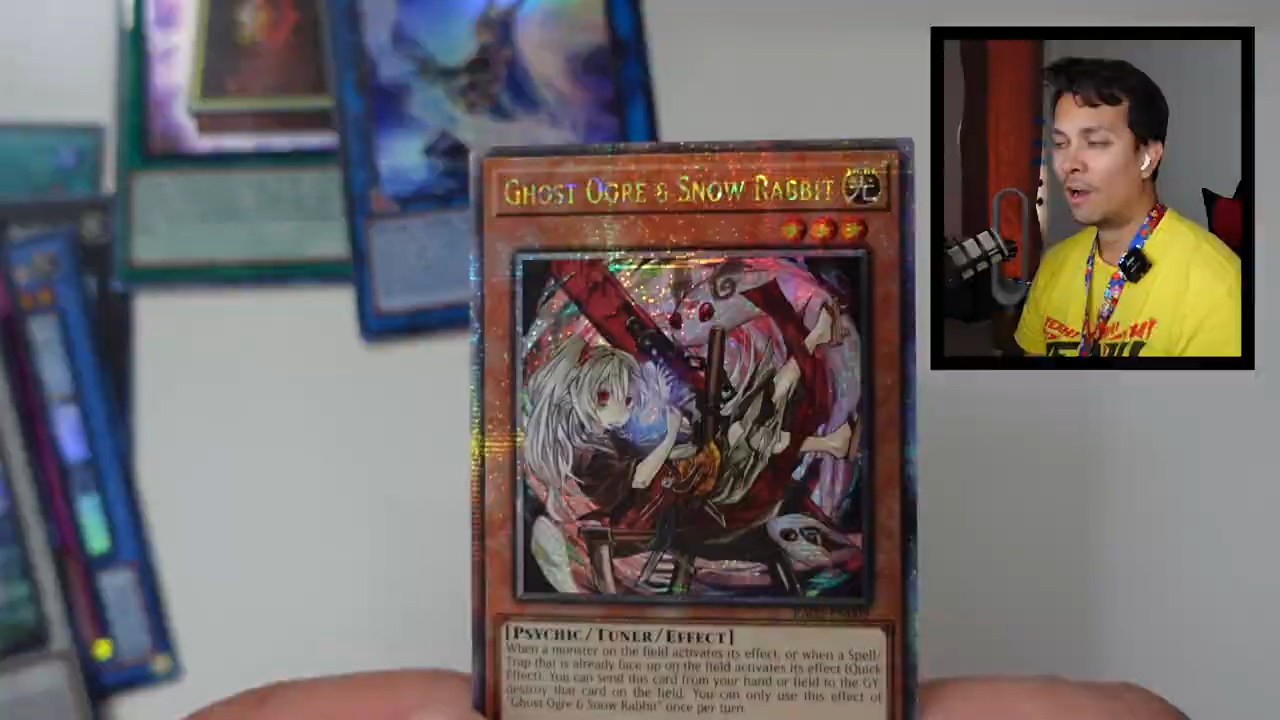 GHOST OGRE & SNOW RABBIT
[PSYCHIC/TUNER/EFFECT]
When a monster on the field activates its effect, or when a Spell/
Trap that is already face-up on the field activates its effect (Quick
Effect): You can send this card from your hand or field to the GY;
destroy that card on the field. You can only use this effect of
"Ghost Ogre & Snow Rabbit" once per turn.